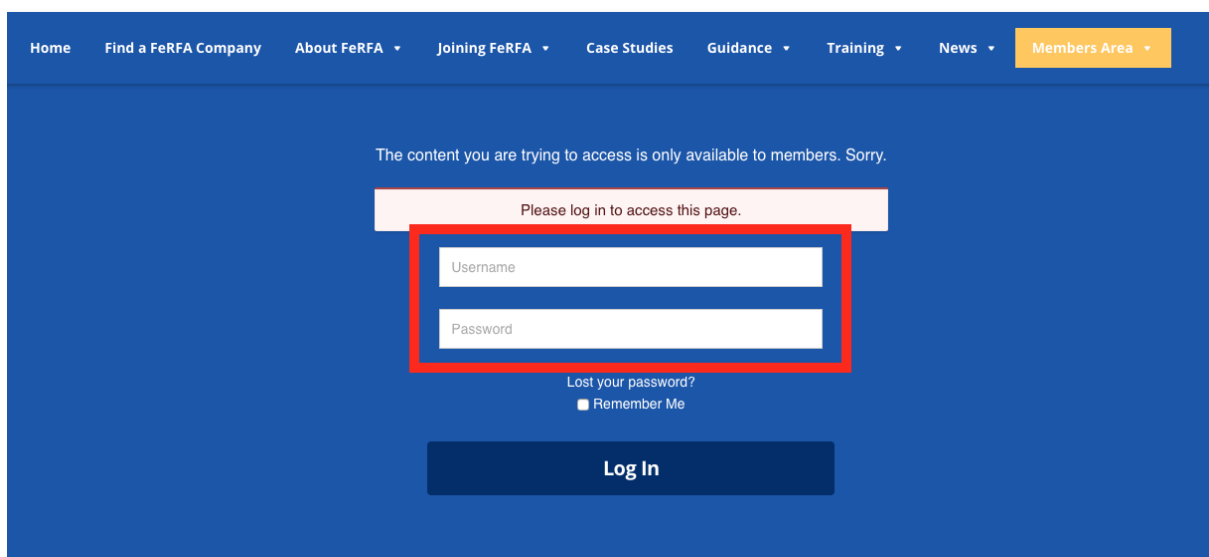 Home Find a FeRFA Company About FeRFA Joining FeRFA Case Studies Guidance Training News Members Area
The content you are trying to access is only available to members. Sorry.
Please log in to access this page.
Username
Password
Lost your password?
Remember Me
Log In